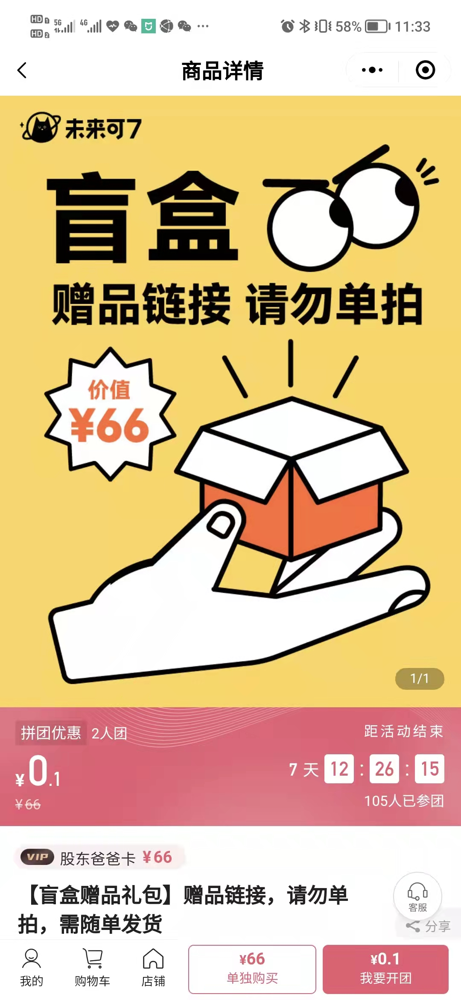 HD 1 5G 4G 58% 11:33
HD 2
商品详情
未来可7
盲盒
赠品链接 请勿单拍
价值
¥66
1/1
拼团优惠 2人团
距活动结束
¥0.1
7 天 12 : 26 : 15
¥66
105人已参团
VIP 股东爸爸卡 ¥66
【盲盒赠品礼包】赠品链接，请勿单
拍，需随单发货
客服
分享
我的
购物车
店铺
¥66
单独购买
¥0.1
我要开团